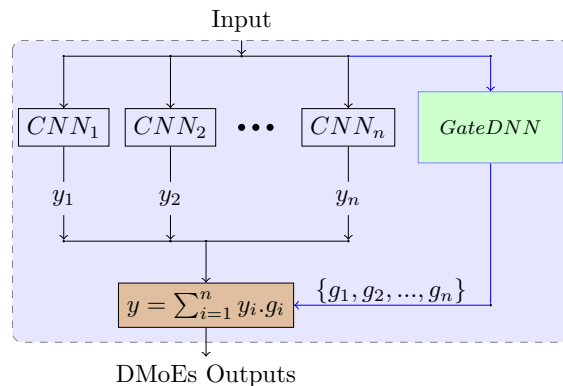 Input
CNN₁ CNN₂ ••• CNNₙ GateDNN
y₁ y₂ yₙ
{g₁, g₂, ..., gₙ}
y = ∑ⁿᵢ₌₁ yᵢ.gᵢ
DMoEs Outputs